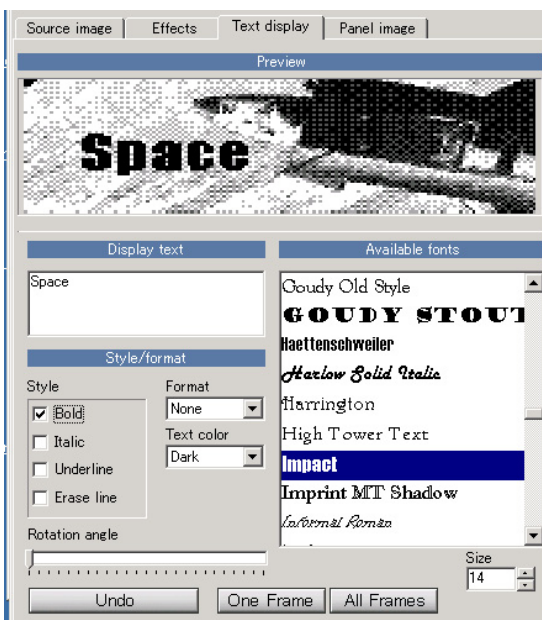 Source image
Effects
Text display
Panel image
Preview
Space
Display text
Space
Style/format
Style
Bold
Italic
Underline
Erase line
Format
None
Text color
Dark
Rotation angle
Available fonts
Goudy Old Style
GOUDY STOUT
Haettenschweiler
Harlow Solid Italic
Harrington
High Tower Text
Impact
Imprint MT Shadow
Informal Roman
Size
14
Undo
One Frame
All Frames